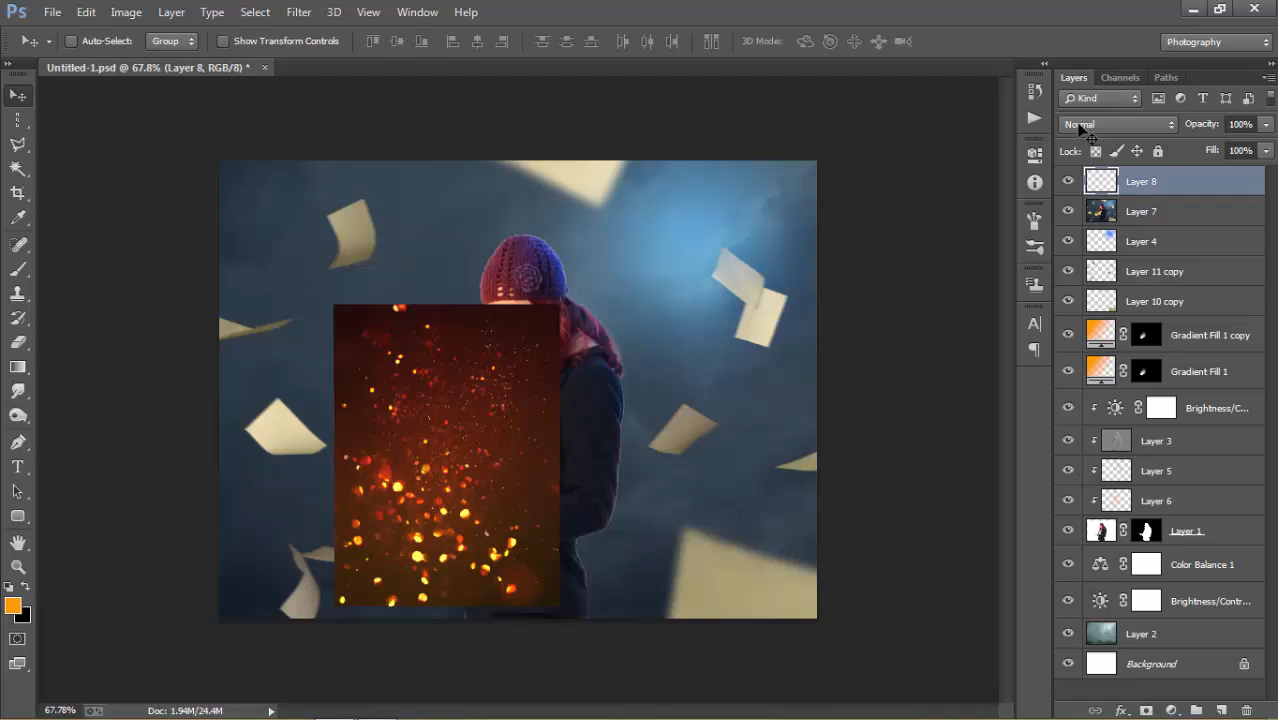 Ps File Edit Image Layer Type Select Filter 3D View Window Help
Auto-Select: Group Show Transform Controls 3D Mode: Photography
Untitled-1.psd @ 67.8% (Layer 8, RGB/8) * ×
Layers Channels Paths
Kind
Normal Opacity: 100%
Lock: Fill: 100%
Layer 8
Layer 7
Layer 4
Layer 11 copy
Layer 10 copy
Gradient Fill 1 copy
Gradient Fill 1
Brightness/C...
Layer 3
Layer 5
Layer 6
Layer 1
Color Balance 1
Brightness/Contr...
Layer 2
Background
67.78% Doc: 1.94M/24.4M